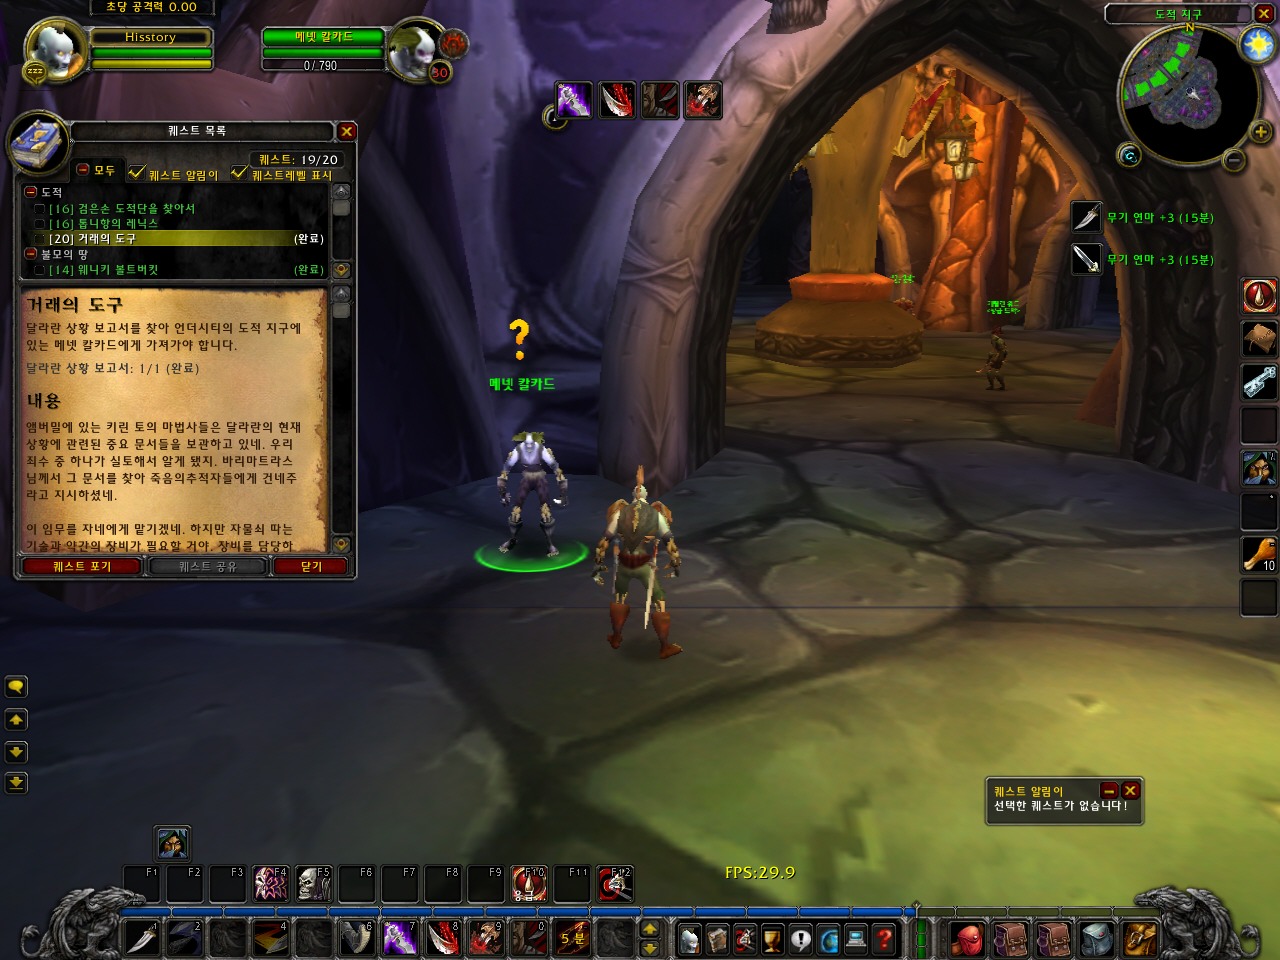 초당 공격력 0.00
Hisstory
zzz
메넷 칼카드
0/790
30
도적 지구
N
퀘스트 목록
퀘스트: 19/20
모두
퀘스트 알림이
퀘스트레벨 표시
도적
[16] 검은손 도적단을 찾아서
[16] 톱니항의 레닉스
[20] 거래의 도구 (완료)
불모의 땅
[14] 웨니키 볼트버킷 (완료)
거래의 도구
달라란 상황 보고서를 찾아 언더시티의 도적 지구에
있는 메넷 칼카드에게 가져가야 합니다.
달라란 상황 보고서: 1/1 (완료)
내용
앰버밀에 있는 키린 토의 마법사들은 달라란의 현재
상황에 관련된 중요 문서들을 보관하고 있네. 우리
죄수 중 하나가 실토해서 알게 됐지. 바리마트라스
님께서 그 문서를 찾아 죽음의추적자들에게 건네주
라고 지시하셨네.
이 임무를 자네에게 맡기겠네. 하지만 자물쇠 따는
기술과 약간의 장비가 필요할 거야. 장비를 담당하
퀘스트 포기
퀘스트 공유
닫기
무기 연마 +3 (15분)
무기 연마 +3 (15분)
?
메넷 칼카드
10
퀘스트 알림이
선택한 퀘스트가 없습니다!
F1
F2
F3
F4
F5
F6
F7
F8
F9
F10
F11
F12
FPS:29.9
1
2
4
6
7
8
9
0
5 분